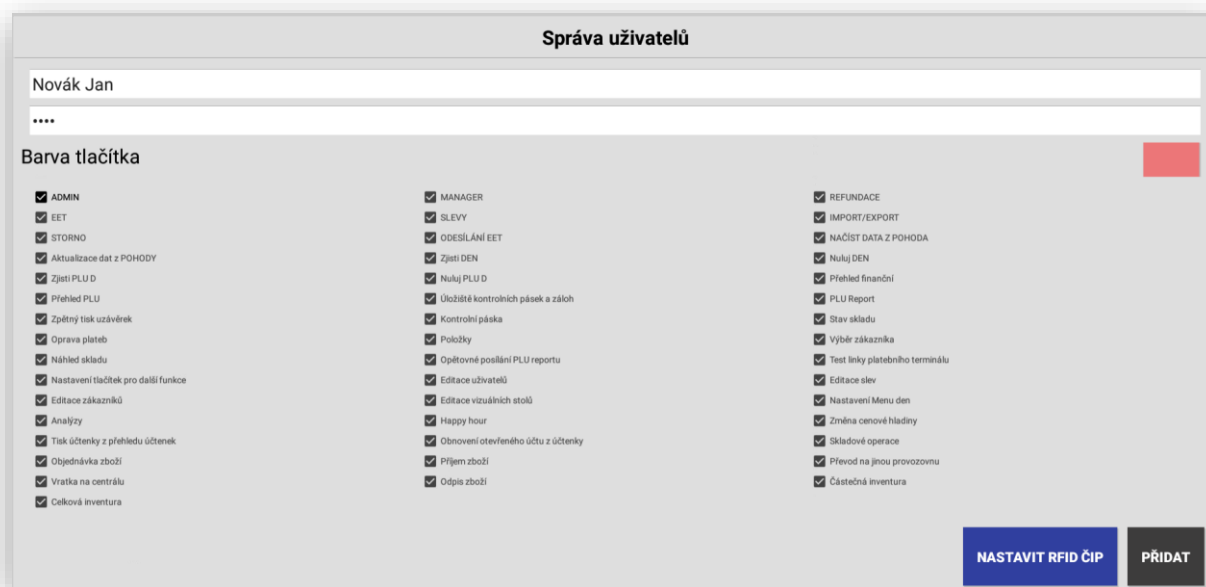 Správa uživatelů
Novák Jan
••••
Barva tlačítka
ADMIN MANAGER REFUNDACE
EET SLEVY IMPORT/EXPORT
STORNO ODESÍLÁNÍ EET NAČÍST DATA Z POHODA
Aktualizace dat z POHODY Zjisti DEN Nuluj DEN
Zjisti PLU D Nuluj PLU D Přehled finanční
Přehled PLU Úložiště kontrolních pásek a záloh PLU Report
Zpětný tisk uzávěrek Kontrolní páska Stav skladu
Oprava plateb Položky Výběr zákazníka
Náhled skladu Opětovné posílání PLU reportu Test linky platebního terminálu
Nastavení tlačítek pro další funkce Editace uživatelů Editace slev
Editace zákazníků Editace vizuálních stolů Nastavení Menu den
Analýzy Happy hour Změna cenové hladiny
Tisk účtenky z přehledu účtenek Obnovení otevřeného účtu z účtenky Skladové operace
Objednávka zboží Příjem zboží Převod na jinou provozovnu
Vratka na centrálu Odpis zboží Částečná inventura
Celková inventura
NASTAVIT RFID ČIP PŘIDAT